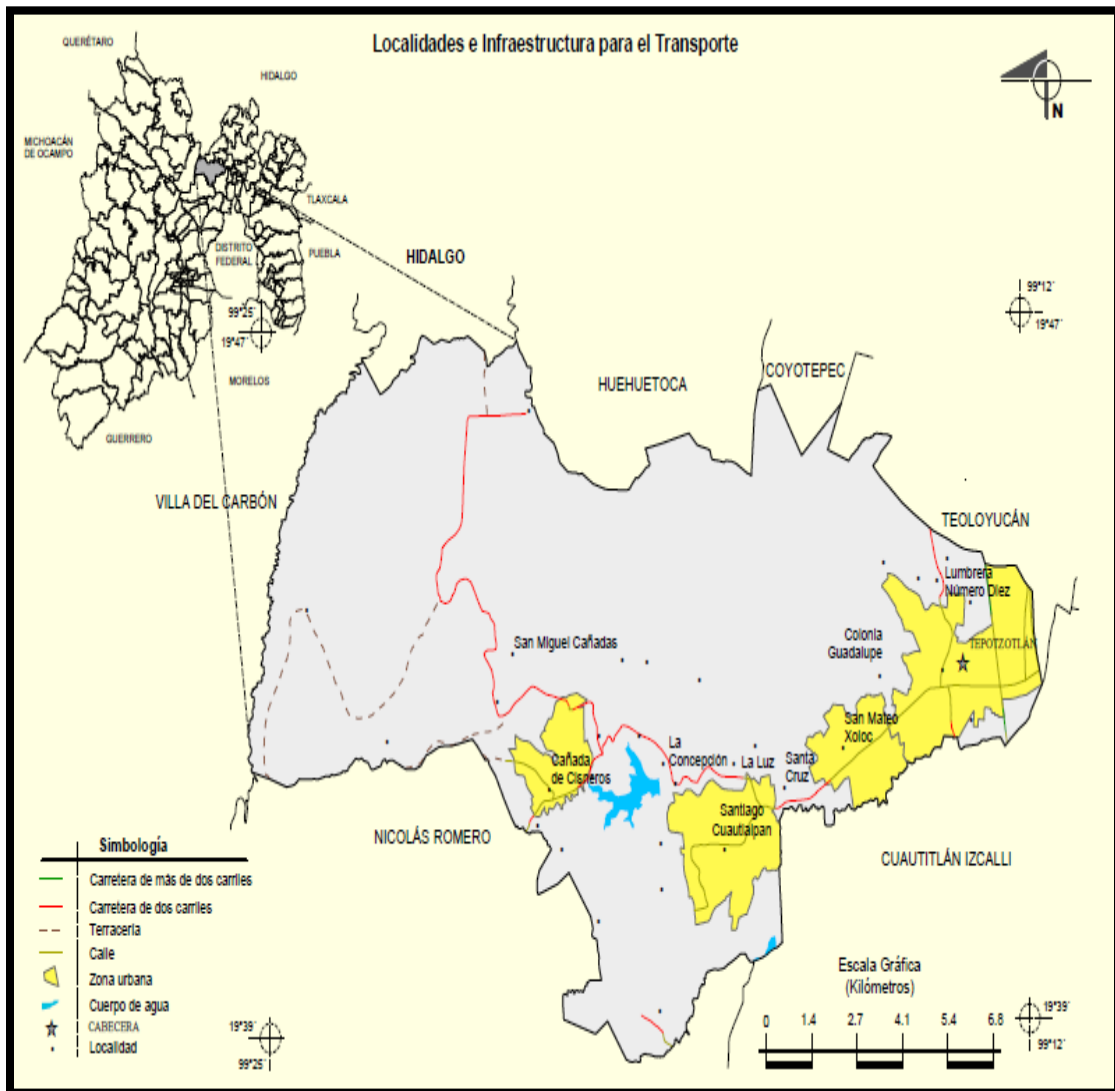 Localidades e Infraestructura para el Transporte
QUERÉTARO
HIDALGO
MICHOACÁN
DE OCAMPO
TLAXCALA
DISTRITO
FEDERAL
PUEBLA
MORELOS
GUERRERO
N
99°25´
19°47´
99°12´
19°47´
HIDALGO
HUEHUETOCA
COYOTEPEC
VILLA DEL CARBÓN
TEOLOYUCÁN
Lumbrera
Número Diez
San Miguel Cañadas
Colonia
Guadalupe
TEPOTZOTLÁN
San Mateo
Xoloc
La
Concepción
La Luz
Santa
Cruz
Cañada
de Cisneros
Santiago
Cuautlalpan
NICOLÁS ROMERO
CUAUTITLÁN IZCALLI
Simbología
Carretera de más de dos carriles
Carretera de dos carriles
Terracería
Calle
Zona urbana
Cuerpo de agua
CABECERA
Localidad
19°39´
99°25´
Escala Gráfica
(Kilómetros)
0 1.4 2.7 4.1 5.4 6.8
19°39´
99°12´